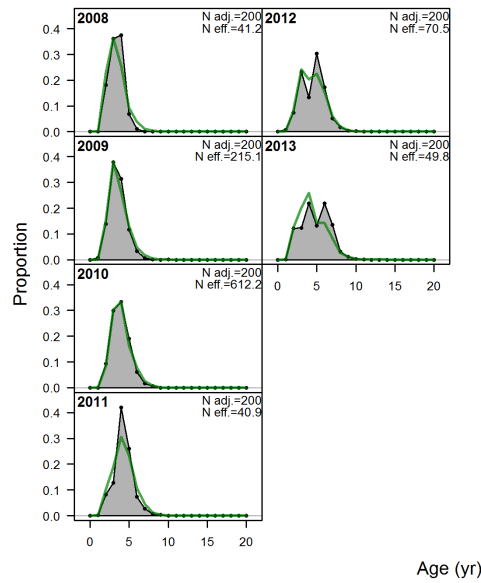 2008 N adj.=200
N eff.=41.2
2012 N adj.=200
N eff.=70.5
0.4
0.3
0.2
0.1
0.0
2009 N adj.=200
N eff.=215.1
2013 N adj.=200
N eff.=49.8
0.4
0.3
0.2
0.1
0.0
0 5 10 15 20
Proportion
2010 N adj.=200
N eff.=612.2
0.4
0.3
0.2
0.1
0.0
2011 N adj.=200
N eff.=40.9
0.4
0.3
0.2
0.1
0.0
0 5 10 15 20
Age (yr)